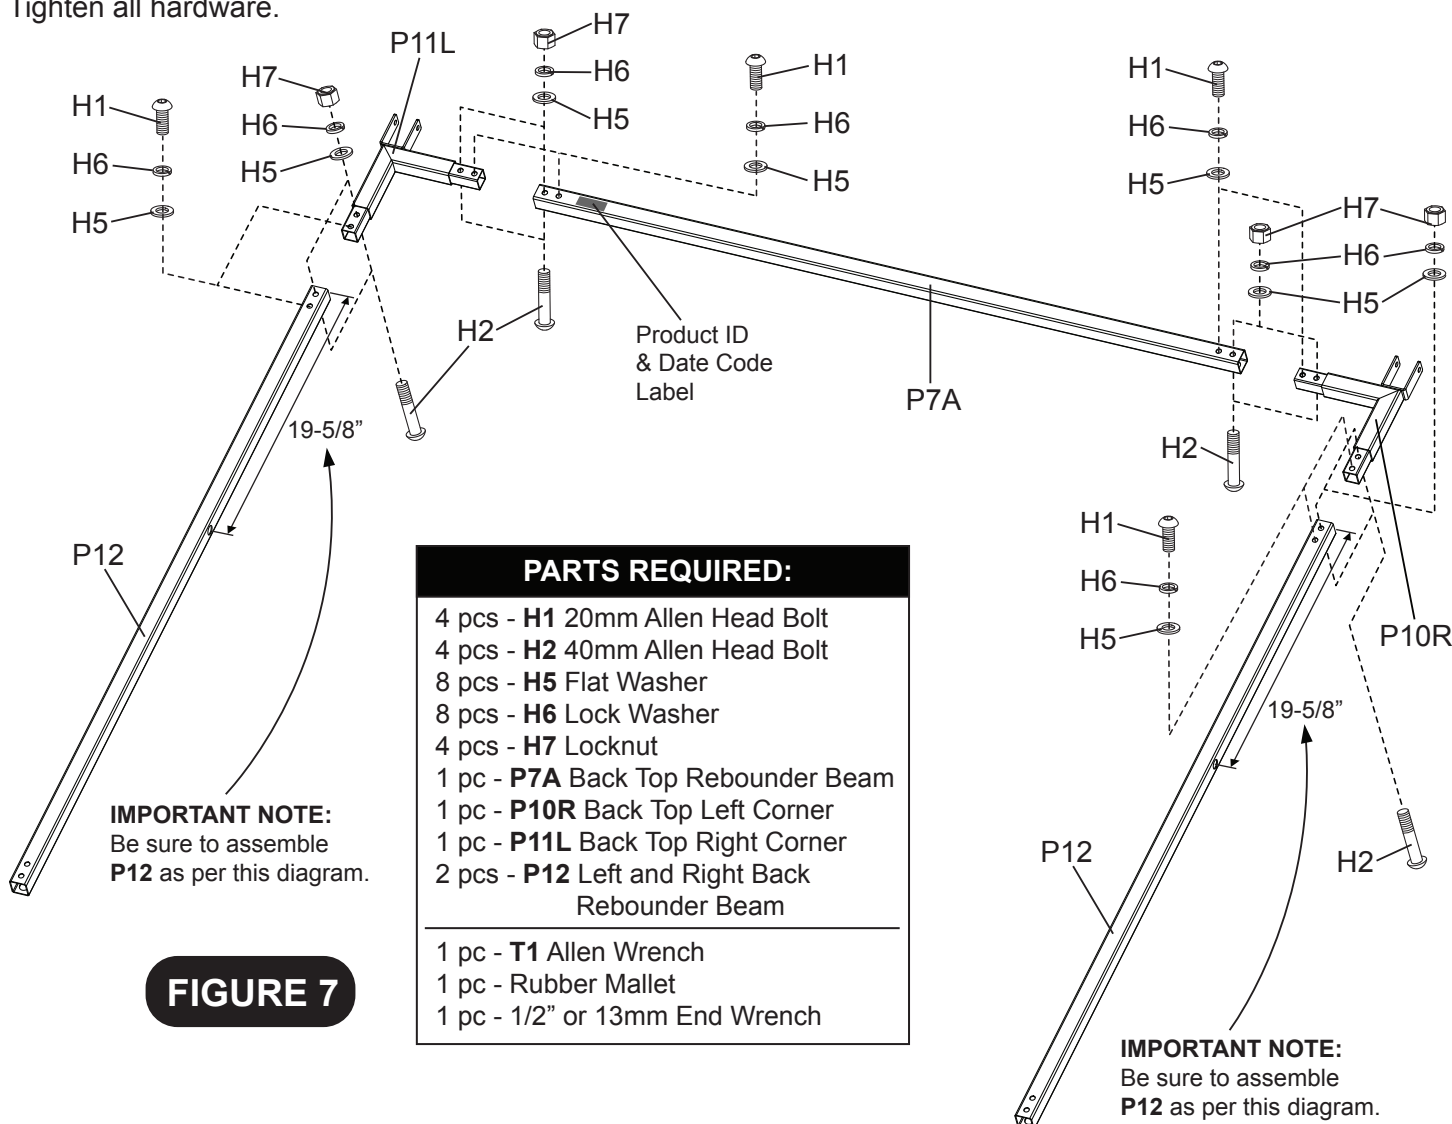 Tighten all hardware.
P11L
H7
H6
H5
H7
H6
H5
H1
H6
H5
H1
H6
H5
H1
H6
H5
H7
H6
H5
H2
Product ID
& Date Code
Label
P7A
H2
19-5/8”
P12
H1
H6
H5
P10R
19-5/8”
H2
P12
PARTS REQUIRED:
4 pcs - H1 20mm Allen Head Bolt
4 pcs - H2 40mm Allen Head Bolt
8 pcs - H5 Flat Washer
8 pcs - H6 Lock Washer
4 pcs - H7 Locknut
1 pc - P7A Back Top Rebounder Beam
1 pc - P10R Back Top Left Corner
1 pc - P11L Back Top Right Corner
2 pcs - P12 Left and Right Back
Rebounder Beam
1 pc - T1 Allen Wrench
1 pc - Rubber Mallet
1 pc - 1/2” or 13mm End Wrench
IMPORTANT NOTE:
Be sure to assemble
P12 as per this diagram.
FIGURE 7
IMPORTANT NOTE:
Be sure to assemble
P12 as per this diagram.